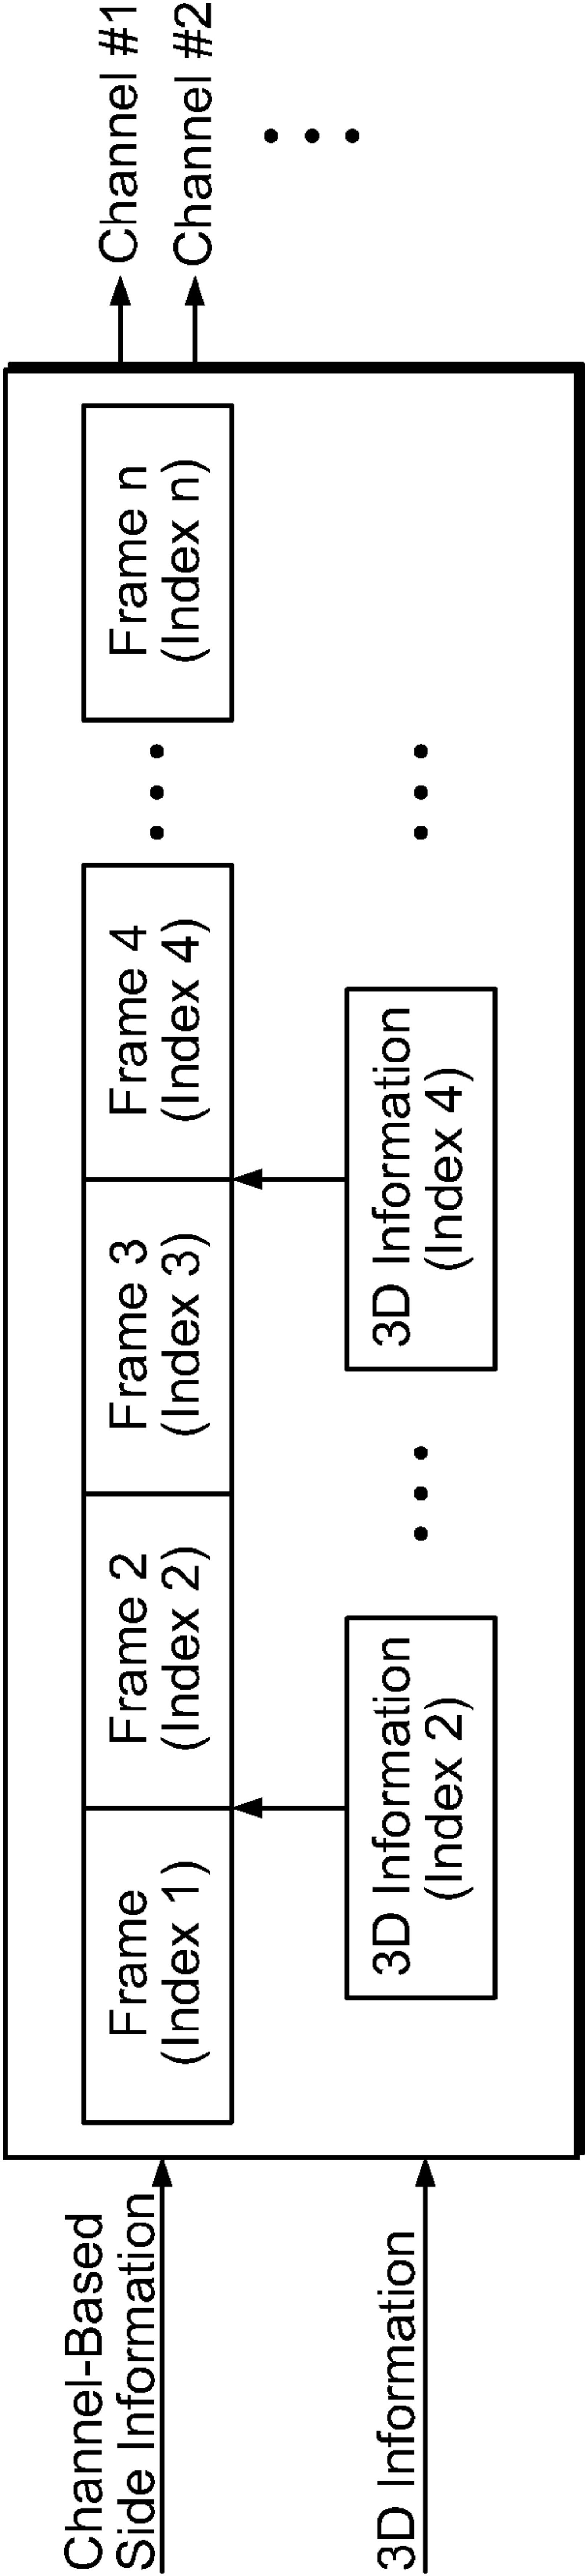 Channel-Based
Side Information
3D Information
Frame
(Index 1)
Frame 2
(Index 2)
Frame 3
(Index 3)
Frame 4
(Index 4)
Frame n
(Index n)
3D Information
(Index 2)
3D Information
(Index 4)
Channel #1
Channel #2